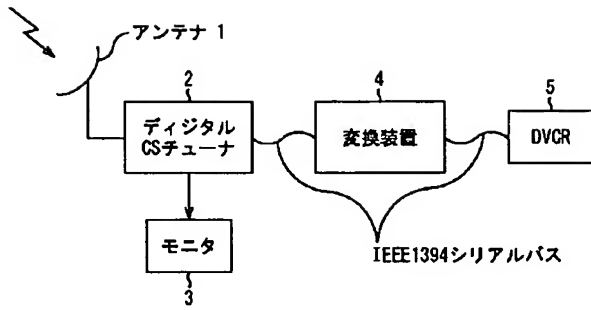 アンテナ 1
2
ディジタル
CSチューナ
4
変換装置
5
DVCR
モニタ
3
IEEE1394シリアルバス